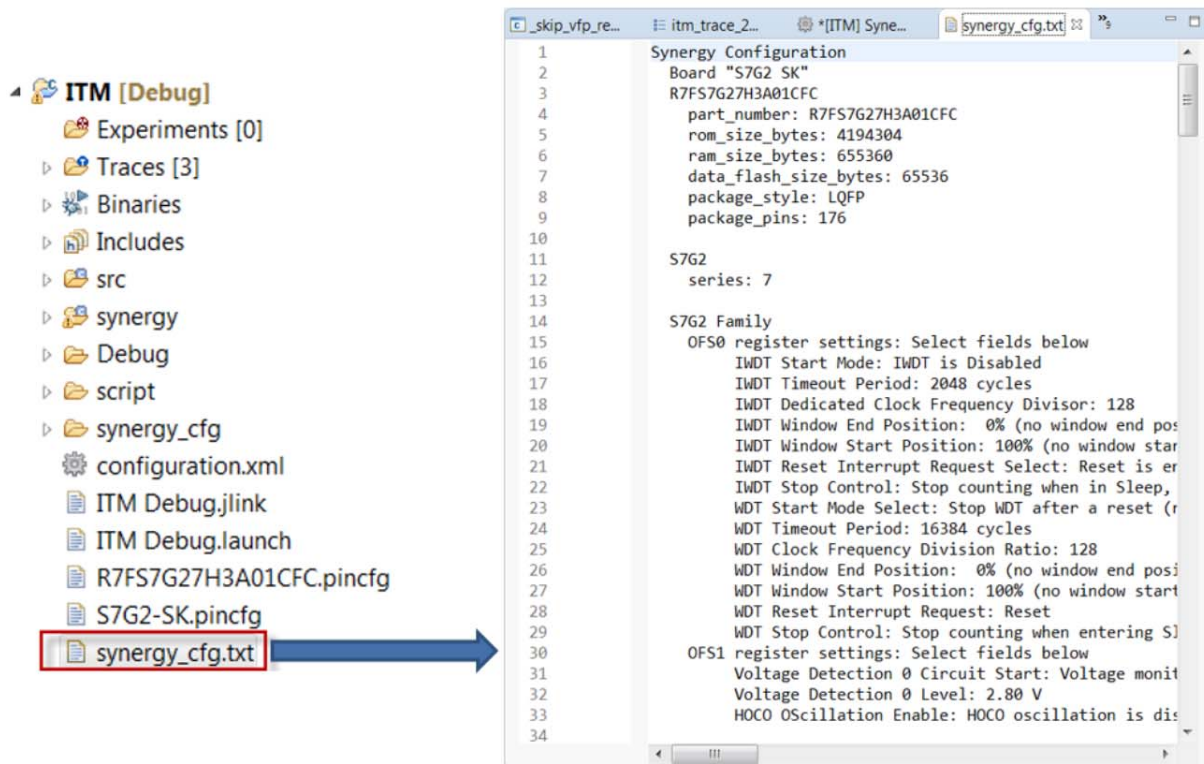 ITM [Debug]
Experiments [0]
Traces [3]
Binaries
Includes
src
synergy
Debug
script
synergy_cfg
configuration.xml
ITM Debug.jlink
ITM Debug.launch
R7FS7G27H3A01CFC.pincfg
S7G2-SK.pincfg
synergy_cfg.txt
_skip_vfp_re... itm_trace_2... *[ITM] Syne... synergy_cfg.txt »9
1 Synergy Configuration
2 Board "S7G2 SK"
3 R7FS7G27H3A01CFC
4 part_number: R7FS7G27H3A01CFC
5 rom_size_bytes: 4194304
6 ram_size_bytes: 655360
7 data_flash_size_bytes: 65536
8 package_style: LQFP
9 package_pins: 176
10
11 S7G2
12 series: 7
13
14 S7G2 Family
15 OFS0 register settings: Select fields below
16 IWDT Start Mode: IWDT is Disabled
17 IWDT Timeout Period: 2048 cycles
18 IWDT Dedicated Clock Frequency Divisor: 128
19 IWDT Window End Position:  0% (no window end pos
20 IWDT Window Start Position: 100% (no window star
21 IWDT Reset Interrupt Request Select: Reset is en
22 IWDT Stop Control: Stop counting when in Sleep,
23 WDT Start Mode Select: Stop WDT after a reset (r
24 WDT Timeout Period: 16384 cycles
25 WDT Clock Frequency Division Ratio: 128
26 WDT Window End Position:  0% (no window end posi
27 WDT Window Start Position: 100% (no window start
28 WDT Reset Interrupt Request: Reset
29 WDT Stop Control: Stop counting when entering Sl
30 OFS1 register settings: Select fields below
31 Voltage Detection 0 Circuit Start: Voltage monit
32 Voltage Detection 0 Level: 2.80 V
33 HOCO OScillation Enable: HOCO oscillation is dis
34